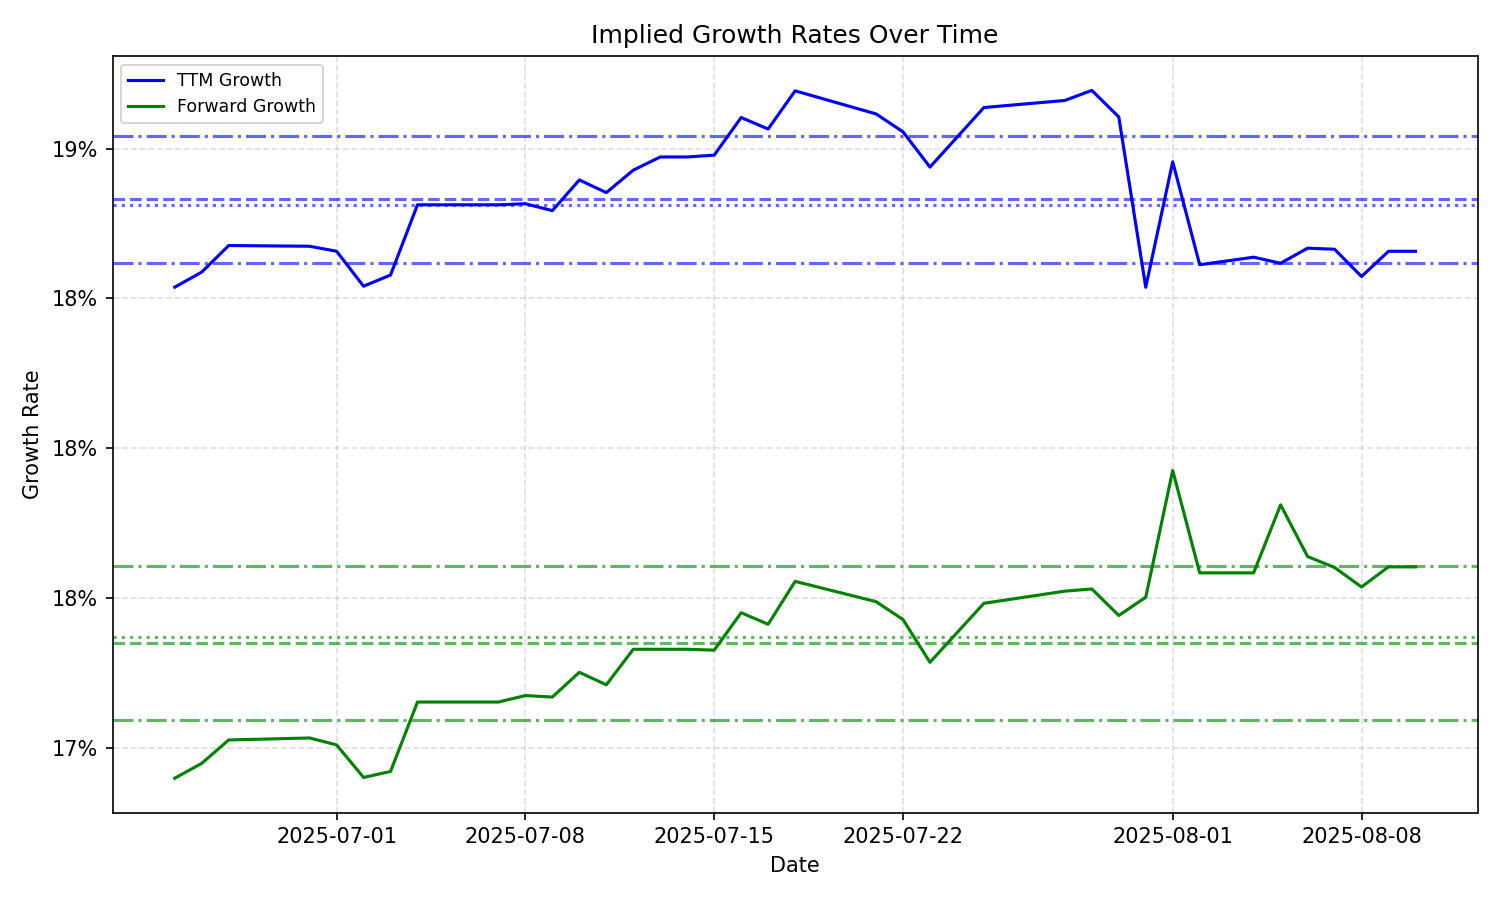 Implied Growth Rates Over Time
TTM Growth
Forward Growth
19%
18%
18%
18%
17%
Growth Rate
2025-07-01 2025-07-08 2025-07-15 2025-07-22 2025-08-01 2025-08-08
Date